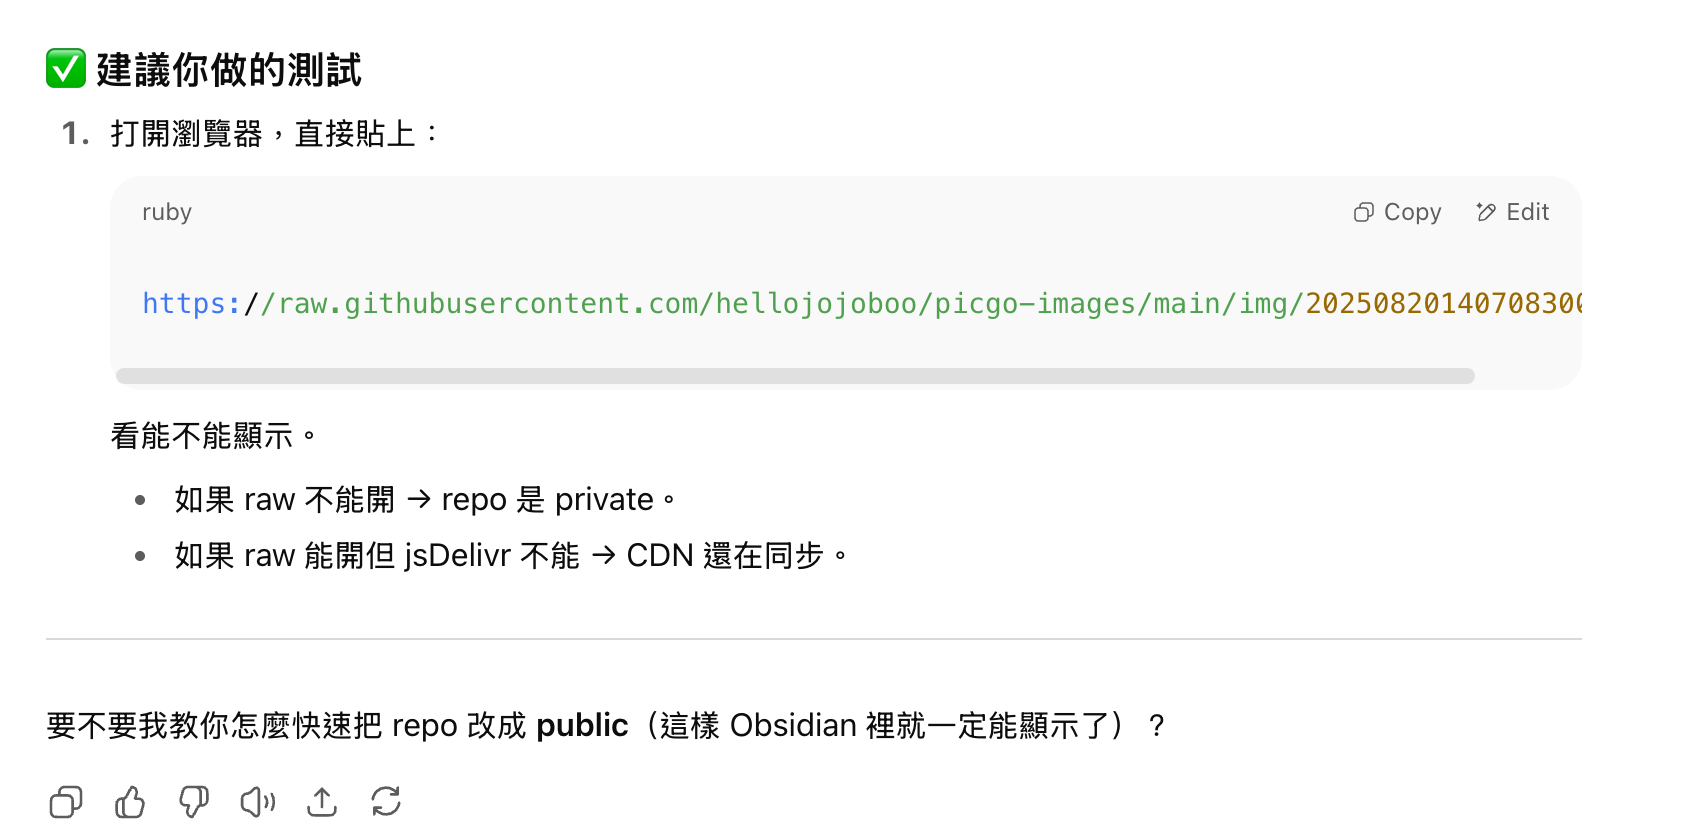 ✅ 建議你做的測試
1. 打開瀏覽器，直接貼上：
ruby
Copy
Edit
https://raw.githubusercontent.com/hellojojoboo/picgo-images/main/img/2025082014070830
看能不能顯示。
• 如果 raw 不能開 → repo 是 private。
• 如果 raw 能開但 jsDelivr 不能 → CDN 還在同步。
要不要我教你怎麼快速把 repo 改成 public（這樣 Obsidian 裡就一定能顯示了）？